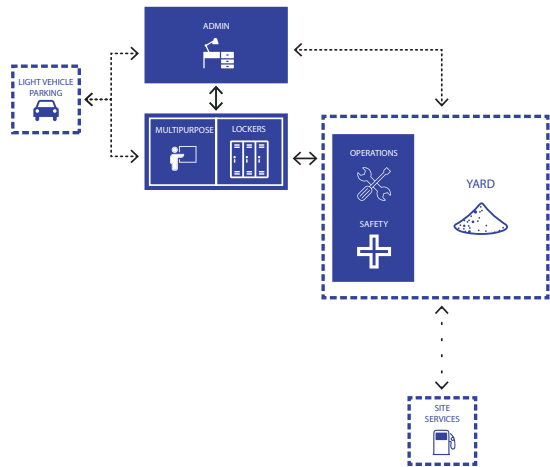 ADMIN
LIGHT VEHICLE
PARKING
MULTIPURPOSE
LOCKERS
OPERATIONS
SAFETY
YARD
SITE
SERVICES